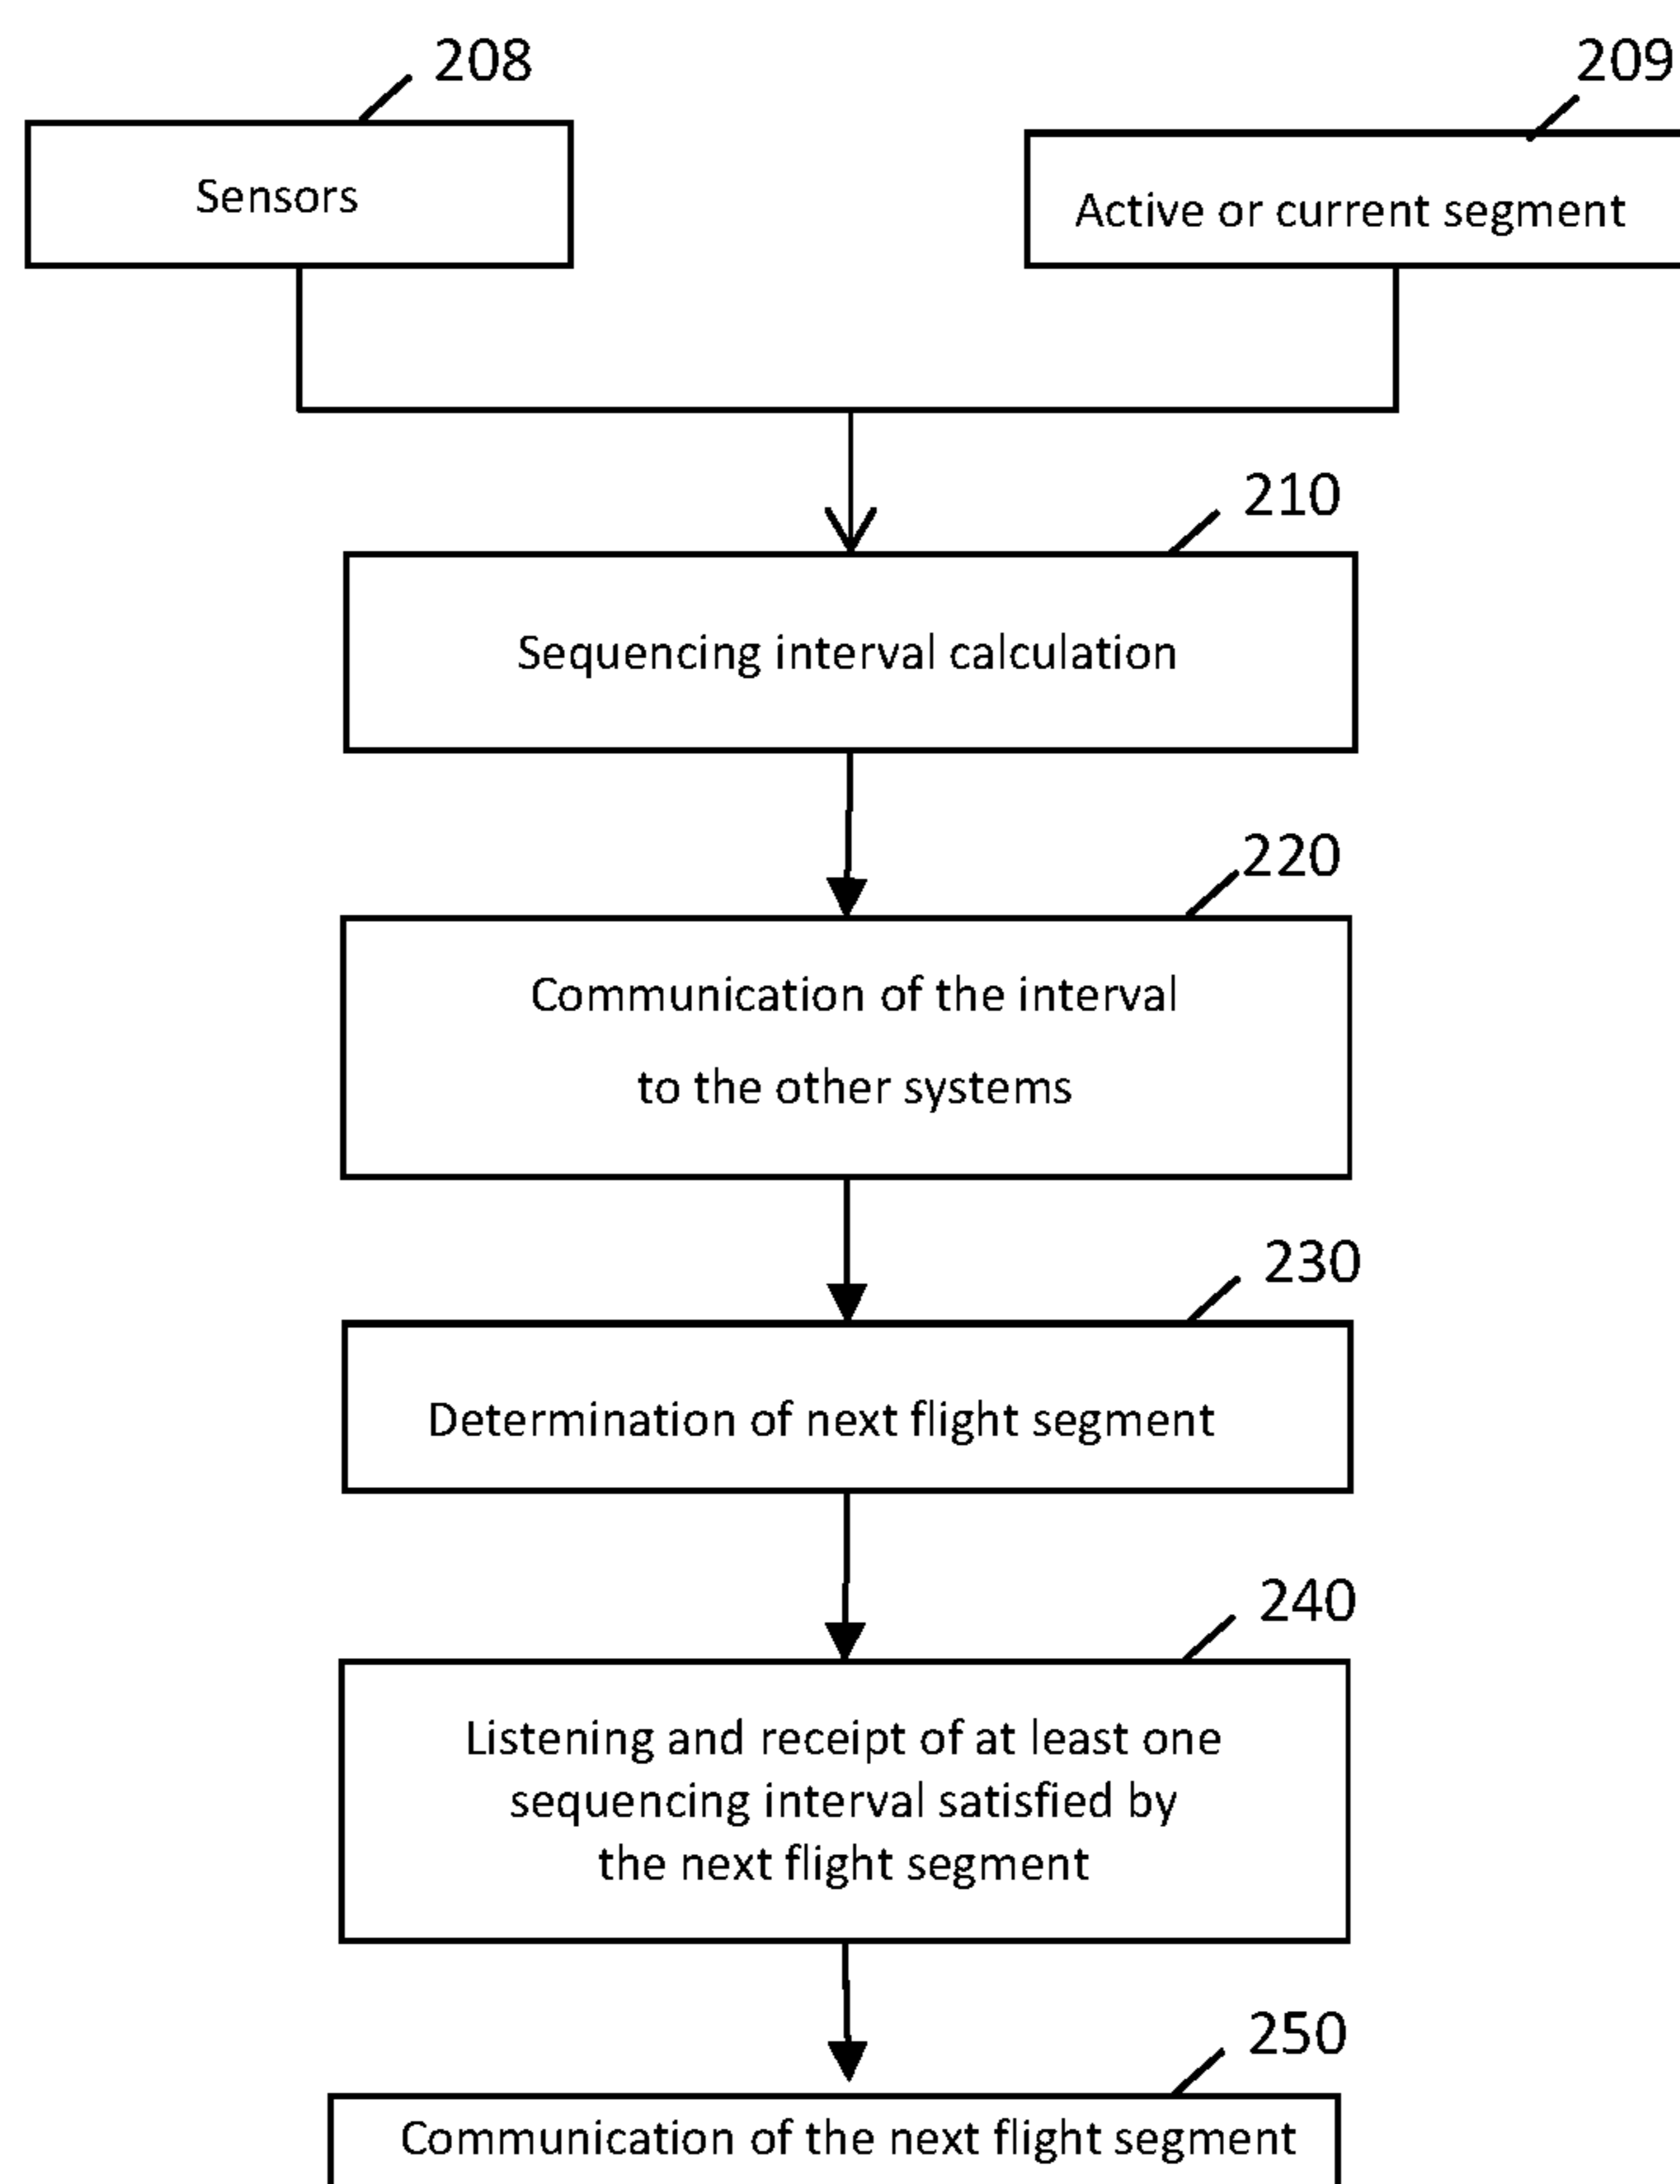 208
209
Sensors
Active or current segment
210
Sequencing interval calculation
220
Communication of the interval
to the other systems
230
Determination of next flight segment
240
Listening and receipt of at least one
sequencing interval satisfied by
the next flight segment
250
Communication of the next flight segment